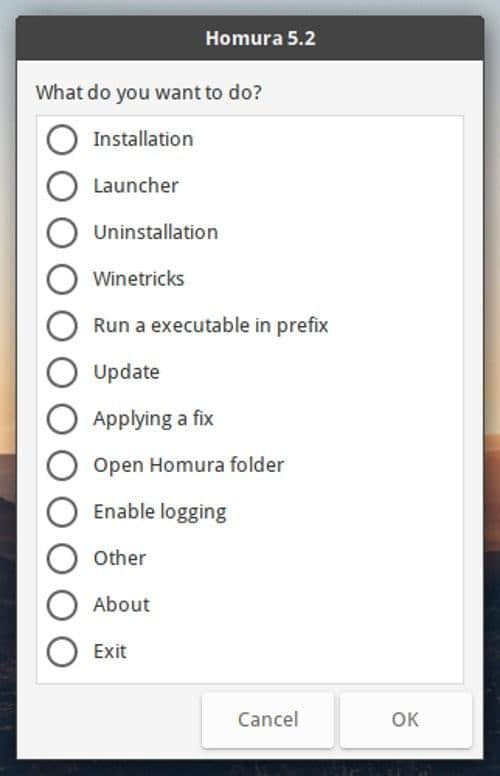 Homura 5.2
What do you want to do?
Installation
Launcher
Uninstallation
Winetricks
Run a executable in prefix
Update
Applying a fix
Open Homura folder
Enable logging
Other
About
Exit
Cancel OK